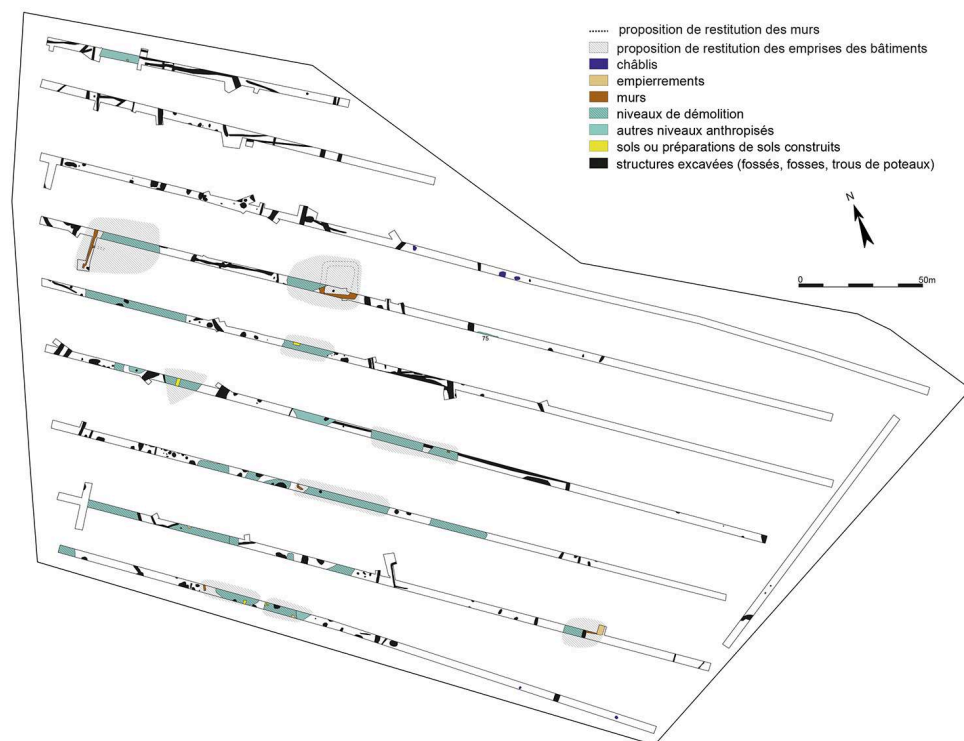 proposition de restitution des murs
proposition de restitution des emprises des bâtiments
châblis
empierrements
murs
niveaux de démolition
autres niveaux anthropisés
sols ou préparations de sols construits
structures excavées (fossés, fosses, trous de poteaux)
N
0 50m
75